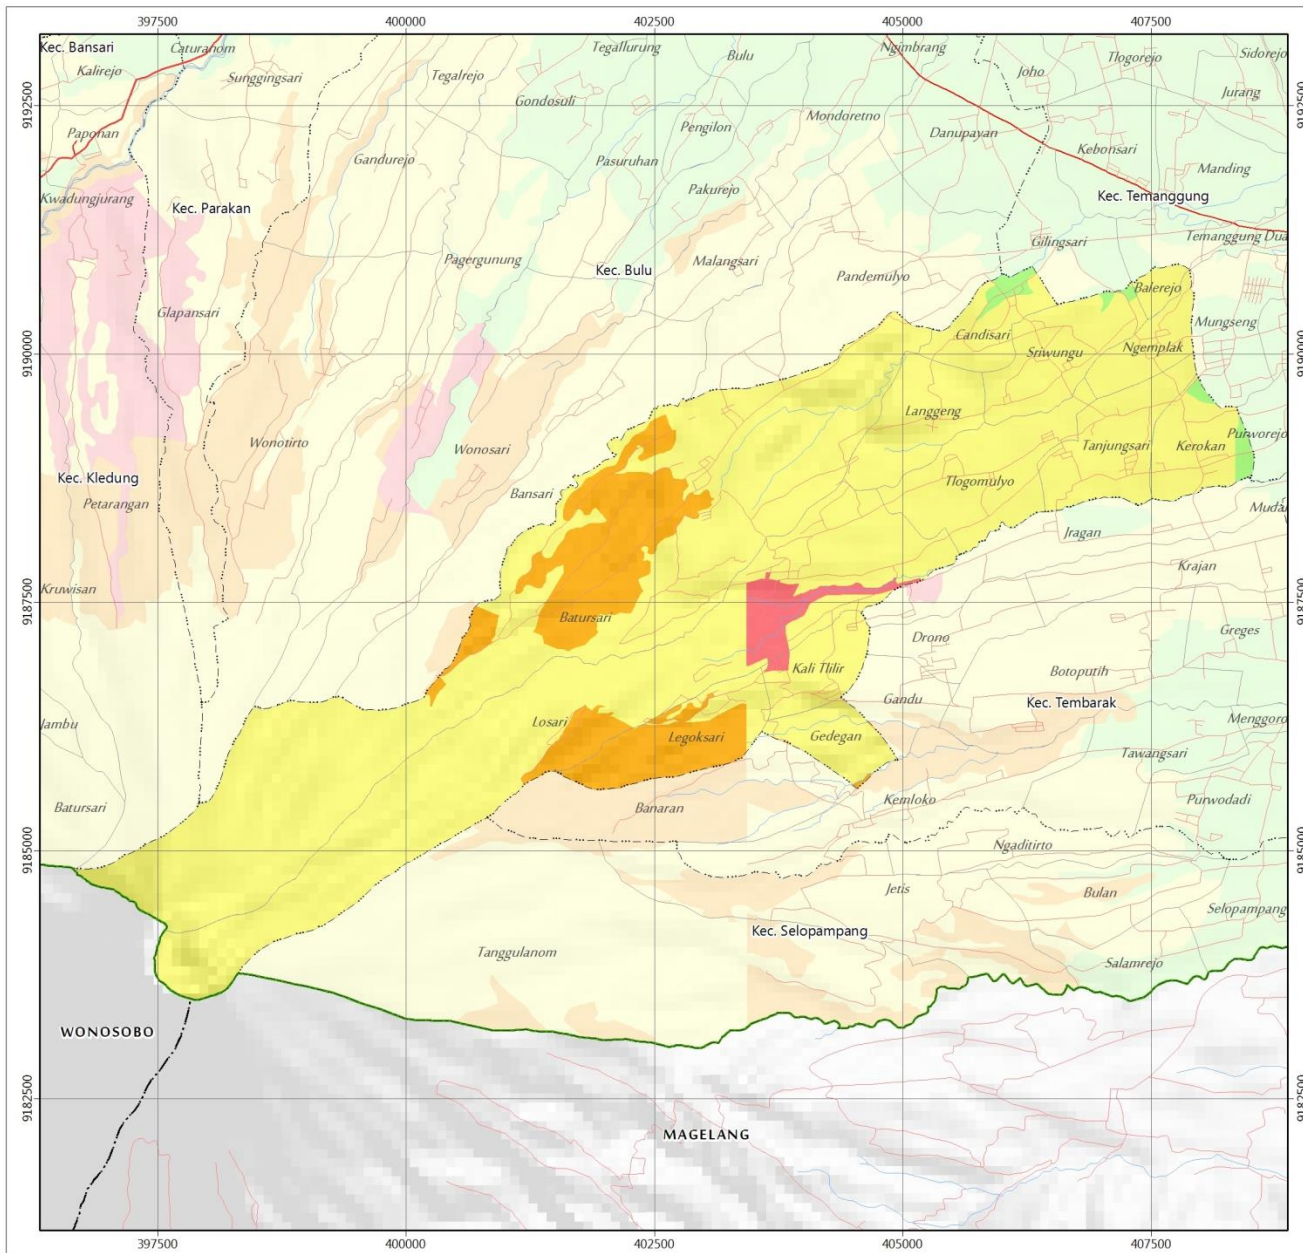 397500 400000 402500 405000 407500
Kec. Bansari Caturanom Tegallurung Bulu Ngimbrang Joho Tlogorejo Sidorejo
Kalirejo Sunggingsari Tegalrejo
Gondosuli Jurang
9192500 9192500
Mondoretno
Paponan Pengilon Danupayan Kebonsari
Gandurejo Pasuruhan Manding
Kwadungjurang Pakurejo
Kec. Parakan Kec. Temanggung
Gilingsari Temanggung Dua
Pagergunung Kec. Bulu Malangsari Pandemulyo
Balerejo
Glapansari Mungseng
Candisari
9190000 Sriwungu Ngemplak 9190000
Langgeng
Wonotirto Wonosari Tanjungsari Kerokan Purworejo
Kec. Kledung Tlogomulyo
Petarangan Bansari
Jragan
Krajan
Kruwisan
9187500 Batursari 9187500
Drono Greges
Kali Tlilir Botoputih
Gandu Kec. Tembarak
Jambu Losari Menggoro
Legoksari Gedegan
Tawangsari
Batursari Banaran Kemloko Purwodadi
9185000 Ngaditirto 9185000
Jetis Bulan
Selopampang
Kec. Selopampang
Tanggulanom Salamrejo
WONOSOBO
9182500 9182500
MAGELANG
397500 400000 402500 405000 407500